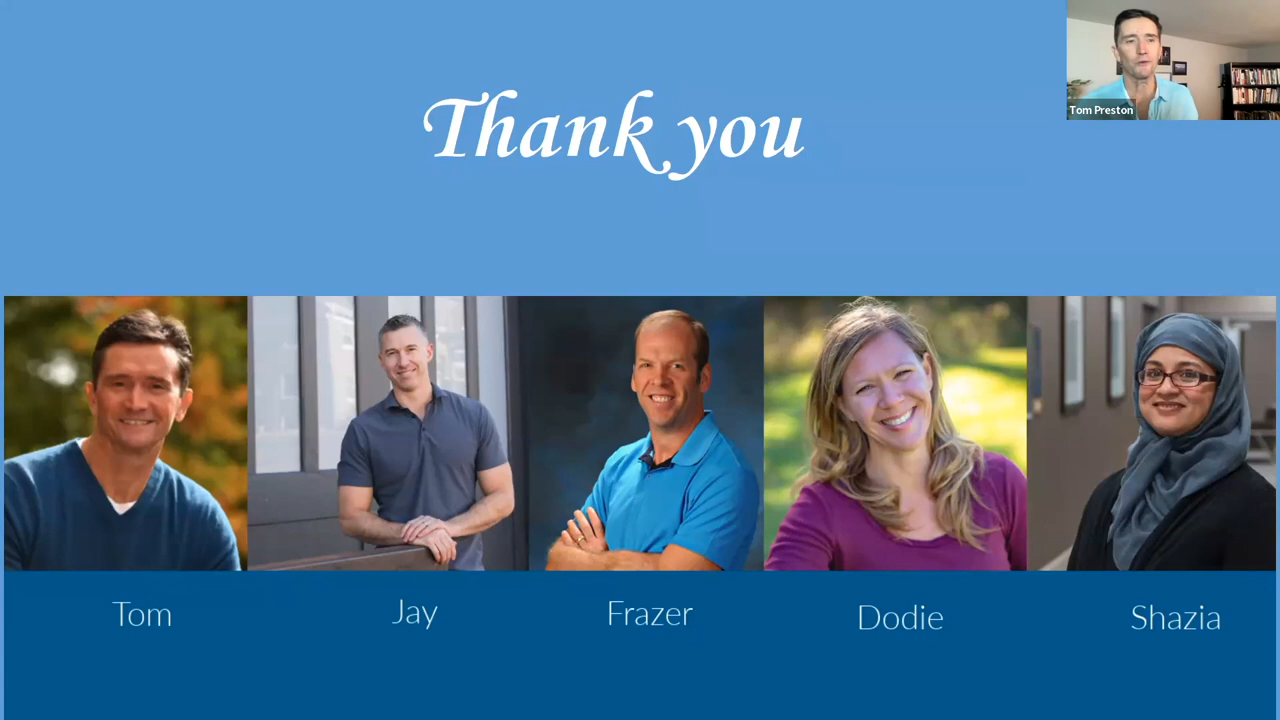 Thank you
Tom Preston
Tom
Jay
Frazer
Dodie
Shazia